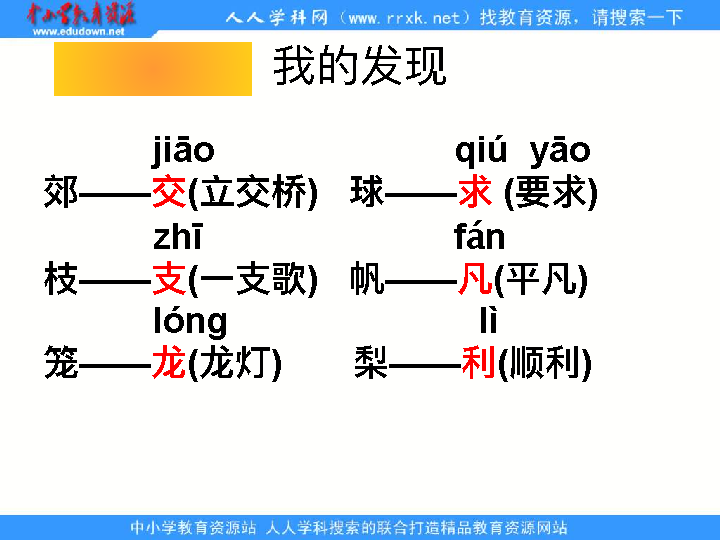 中小学教育资源
www.edudown.net
人人学科网（www.rrxk.net）找教育资源，请搜索一下
我的发现
jiāo qiú yāo
郊——交(立交桥) 球——求 (要求)
zhī fán
枝——支(一支歌) 帆——凡(平凡)
lóng lì
笼——龙(龙灯) 梨——利(顺利)
中小学教育资源站 人人学科搜索的联合打造精品教育资源网站